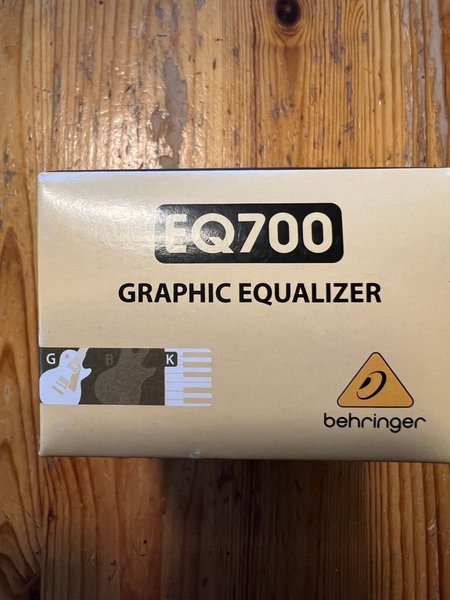 EQ700
GRAPHIC EQUALIZER
G B K
behringer